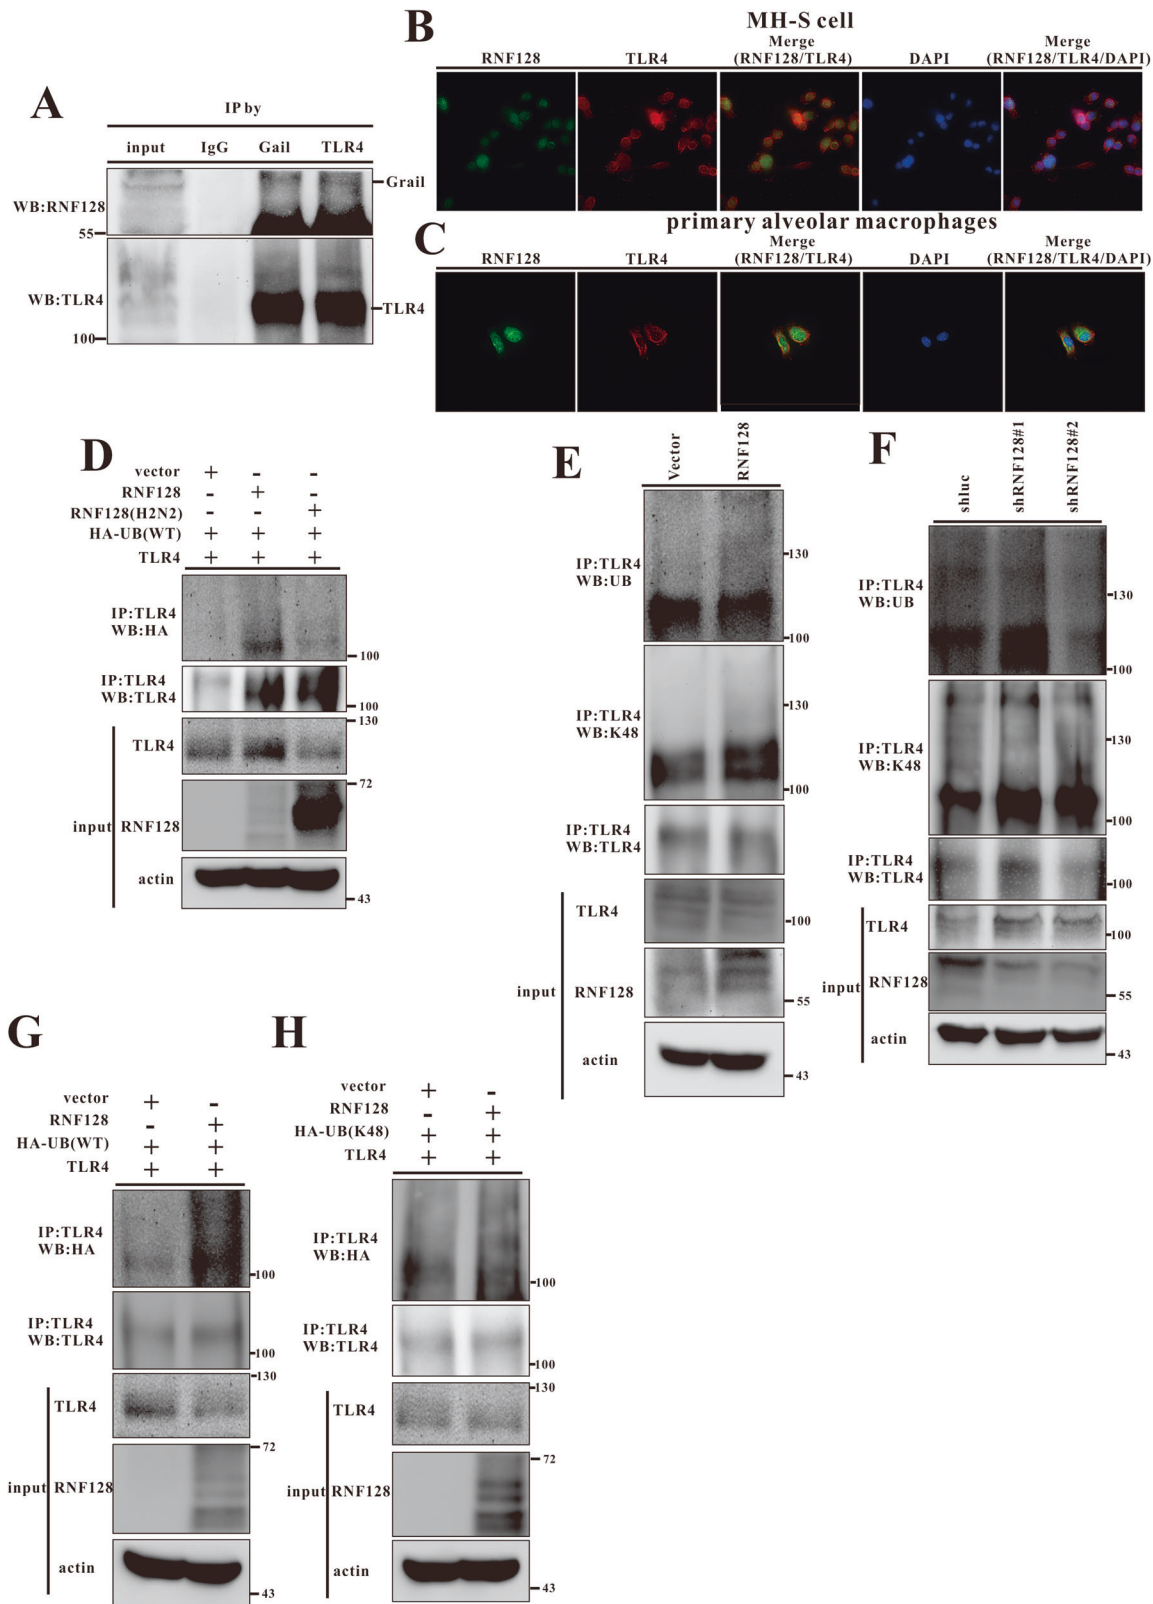 A
IP by
input IgG Gail TLR4
WB:RNF128
Grail
55
WB:TLR4
TLR4
100
B
MH-S cell
RNF128 TLR4 Merge (RNF128/TLR4) DAPI Merge (RNF128/TLR4/DAPI)
C
primary alveolar macrophages
RNF128 TLR4 Merge (RNF128/TLR4) DAPI Merge (RNF128/TLR4/DAPI)
D
vector + - -
RNF128 - + -
RNF128(H2N2) - - +
HA-UB(WT) + + +
TLR4 + + +
IP:TLR4
WB:HA
100
IP:TLR4
WB:TLR4
100
130
TLR4
72
input RNF128
actin
43
E
Vector RNF128
IP:TLR4
WB:UB
130
100
IP:TLR4
WB:K48
130
100
IP:TLR4
WB:TLR4
TLR4
100
input RNF128
55
actin
43
F
shluc shRNF128#1 shRNF128#2
IP:TLR4
WB:UB
130
100
IP:TLR4
WB:K48
130
100
IP:TLR4
WB:TLR4
100
TLR4
100
input RNF128
55
actin
43
G
vector + -
RNF128 - +
HA-UB(WT) + +
TLR4 + +
IP:TLR4
WB:HA
100
IP:TLR4
WB:TLR4
100
130
TLR4
72
input RNF128
actin
43
H
vector + -
RNF128 - +
HA-UB(K48) + +
TLR4 + +
IP:TLR4
WB:HA
100
IP:TLR4
WB:TLR4
100
130
TLR4
72
input RNF128
actin
43